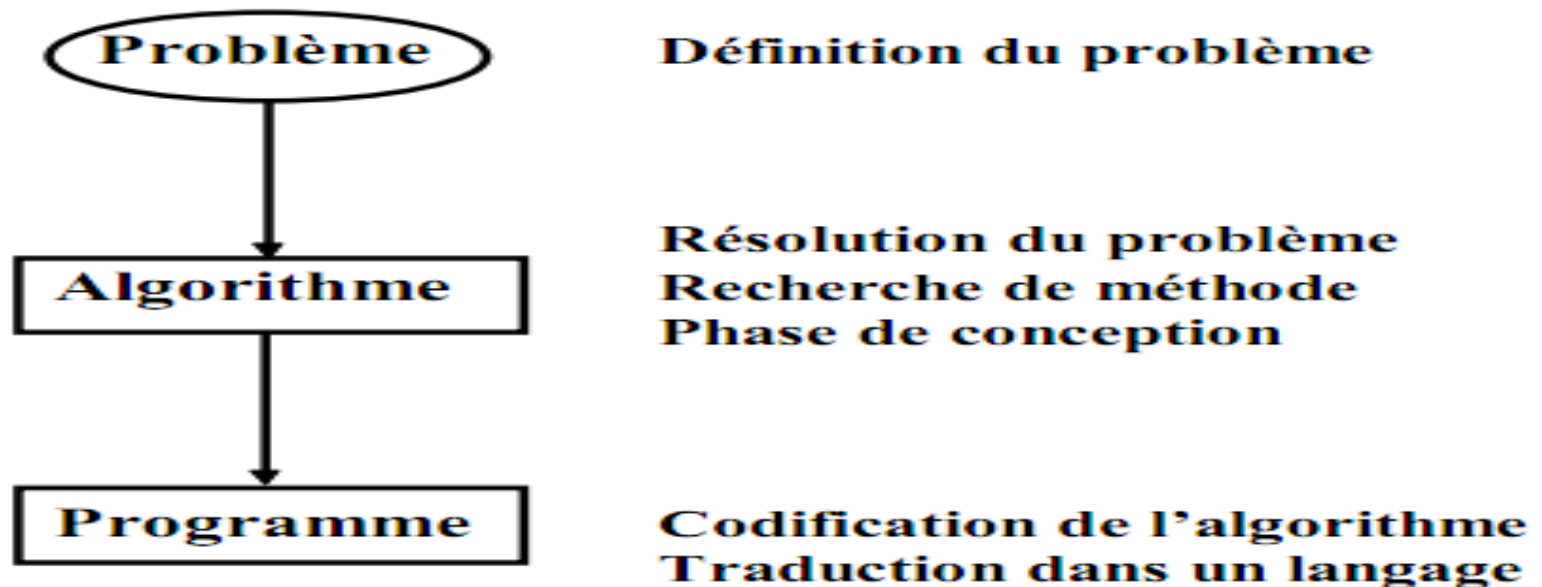 Problème
Définition du problème
Algorithme
Résolution du problème
Recherche de méthode
Phase de conception
Programme
Codification de l'algorithme
Traduction dans un langage